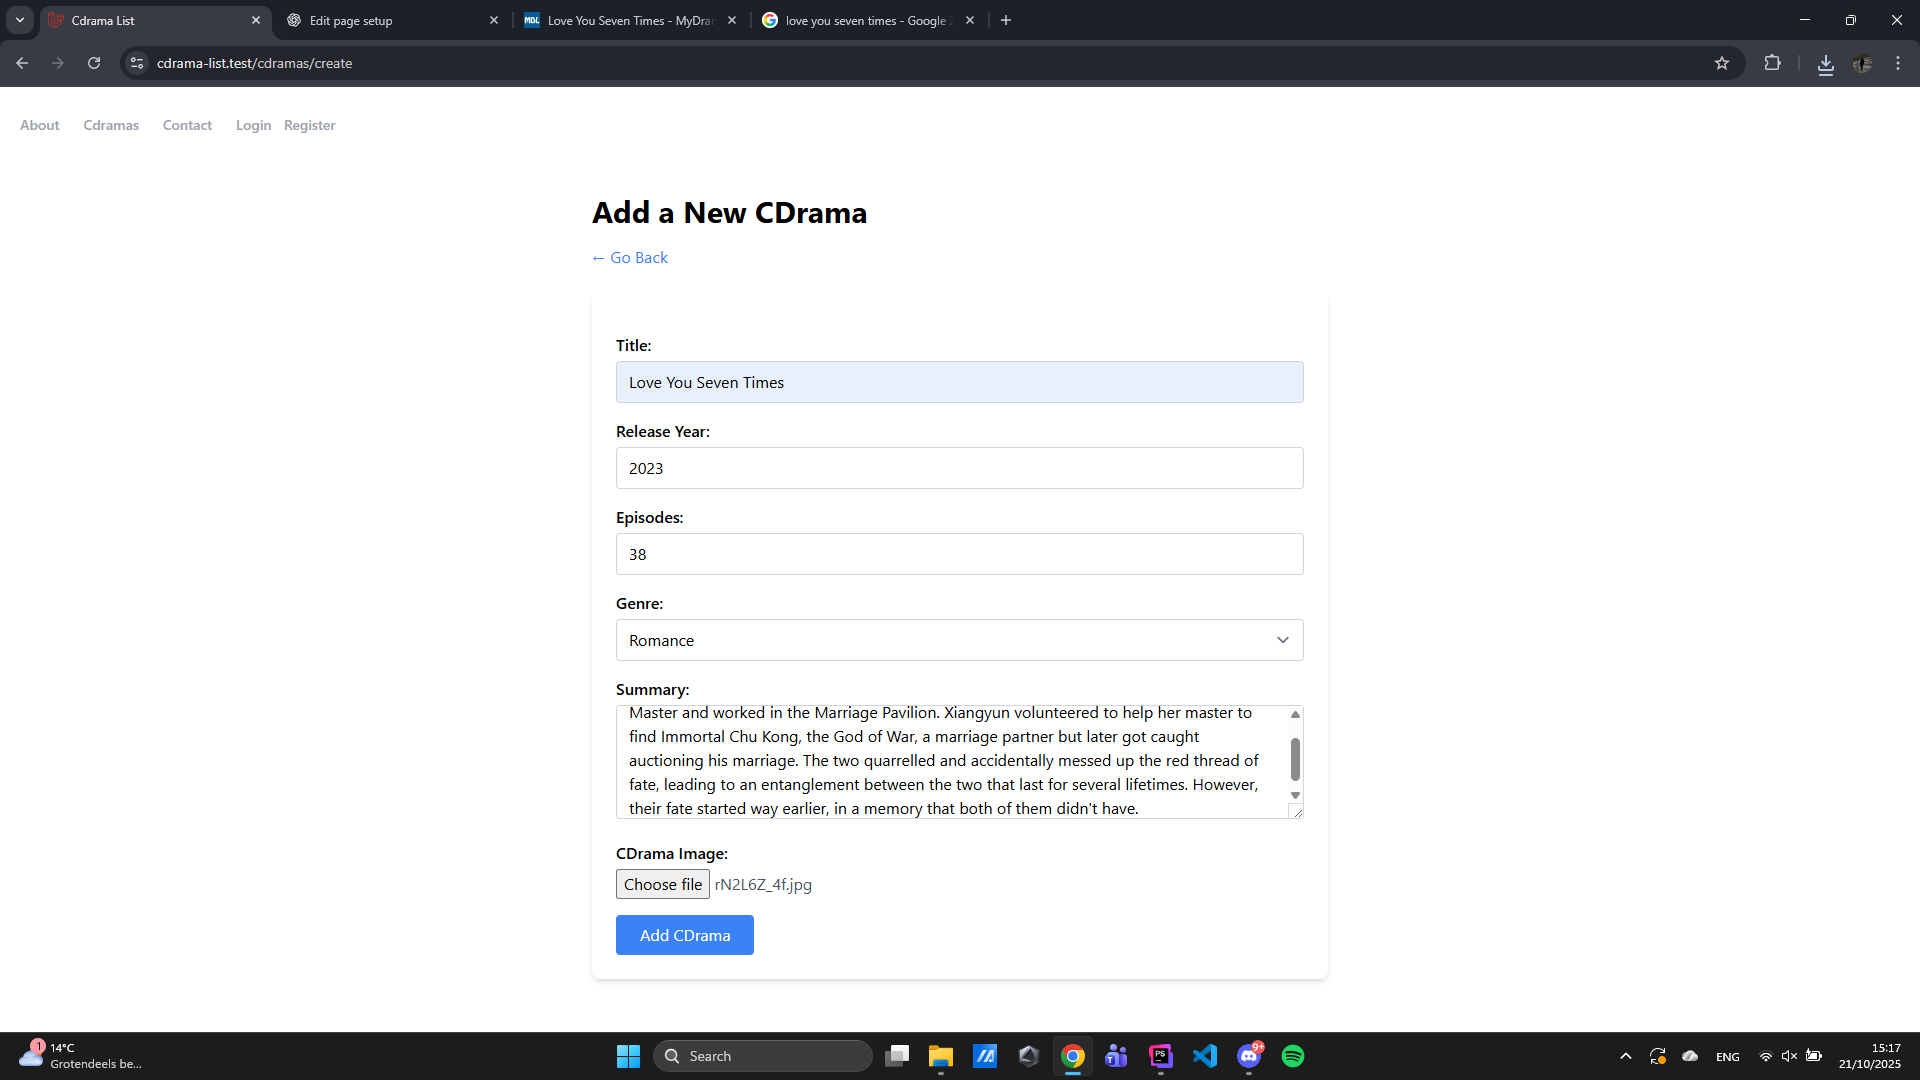 Cdrama List
Edit page setup
MDL Love You Seven Times - MyDra
love you seven times - Google
cdrama-list.test/cdramas/create
About Cdramas Contact Login Register
Add a New CDrama
← Go Back
Title:
Love You Seven Times
Release Year:
2023
Episodes:
38
Genre:
Romance
Summary:
Master and worked in the Marriage Pavilion. Xiangyun volunteered to help her master to
find Immortal Chu Kong, the God of War, a marriage partner but later got caught
auctioning his marriage. The two quarrelled and accidentally messed up the red thread of
fate, leading to an entanglement between the two that last for several lifetimes. However,
their fate started way earlier, in a memory that both of them didn't have.
CDrama Image:
Choose file rN2L6Z_4f.jpg
Add CDrama
1
14°C
Grotendeels be...
Search
PS
9+
ENG
15:17
21/10/2025